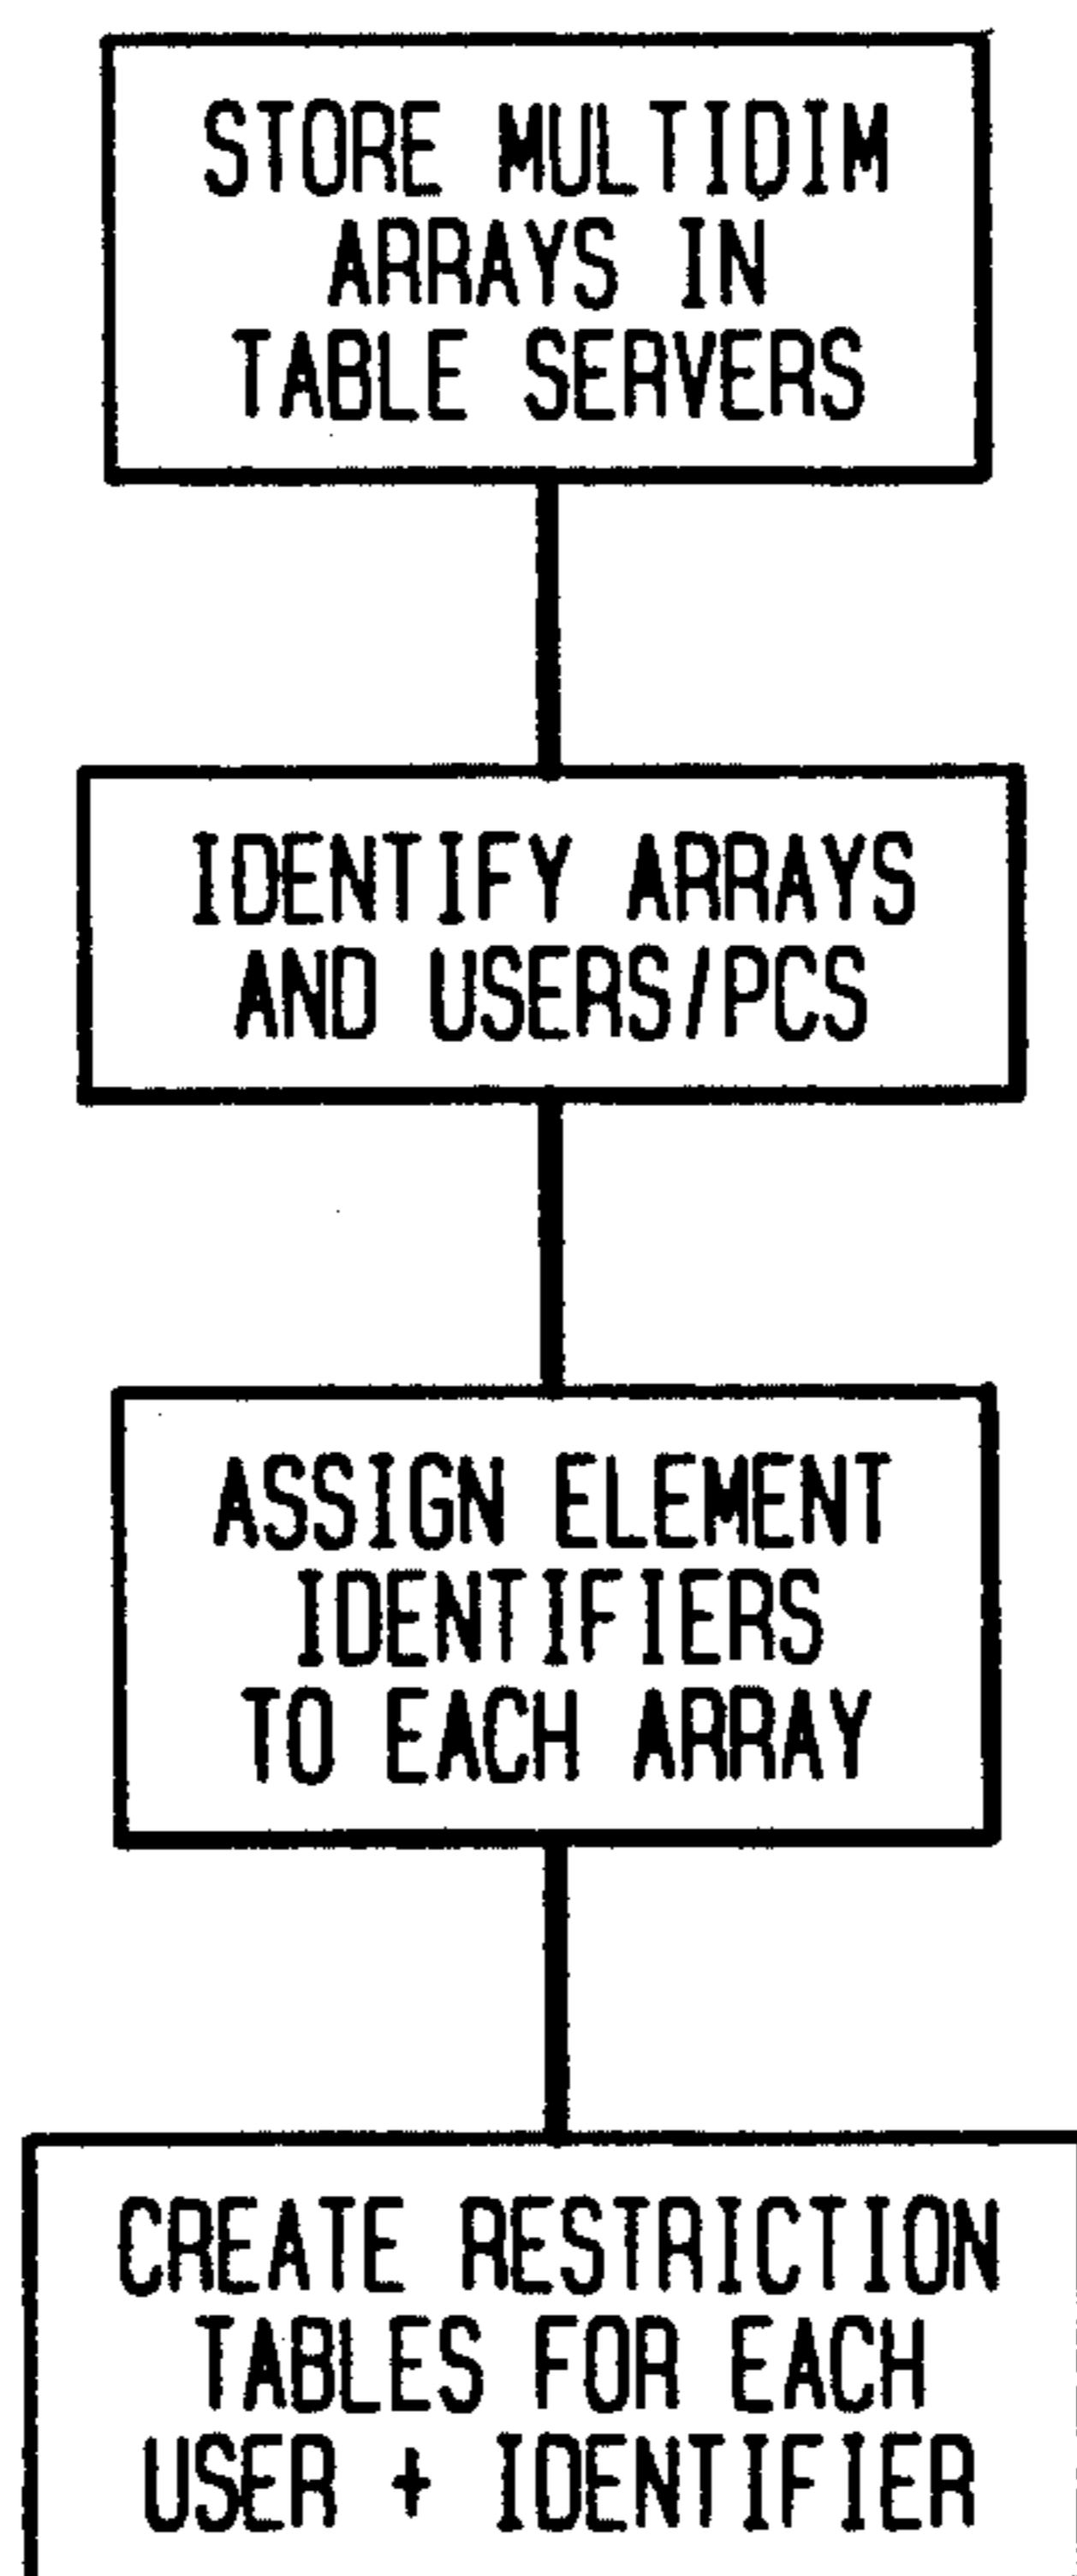 STORE MULTIDIM
ARRAYS IN
TABLE SERVERS
IDENTIFY ARRAYS
AND USERS/PCS
ASSIGN ELEMENT
IDENTIFIERS
TO EACH ARRAY
CREATE RESTRICTION
TABLES FOR EACH
USER + IDENTIFIER